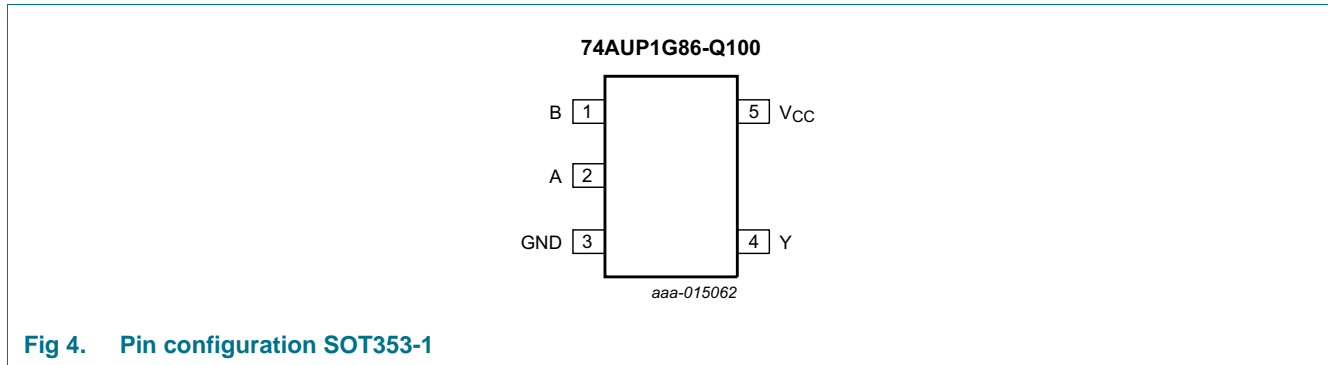 74AUP1G86-Q100
B 1 5 VCC
A 2
GND 3 4 Y
aaa-015062
Fig 4. Pin configuration SOT353-1